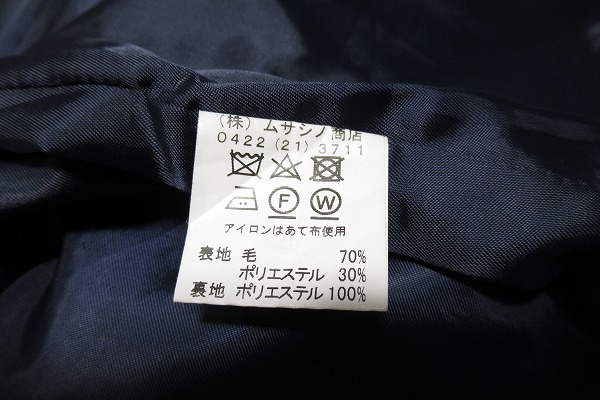 (株) ムサシノ商店
0422 (21) 3711
F W
アイロンはあて布使用
表地 毛 70%
ポリエステル 30%
裏地 ポリエステル 100%